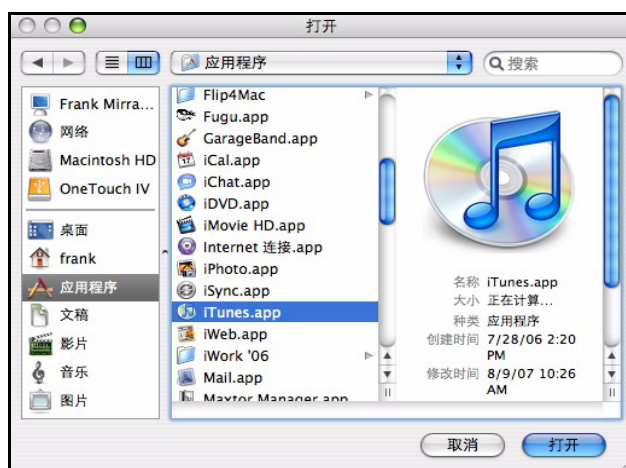 打开
应用程序
搜索
Frank Mirra...
网络
Macintosh HD
OneTouch IV
桌面
frank
应用程序
文稿
影片
音乐
图片
Flip4Mac
Fugu.app
GarageBand.app
iCal.app
iChat.app
iDVD.app
iMovie HD.app
Internet 连接.app
iPhoto.app
iSync.app
iTunes.app
iWeb.app
iWork '06
Mail.app
Maxtor Manager.app
名称 iTunes.app
大小 正在计算...
种类 应用程序
创建时间 7/28/06 2:20
PM
修改时间 8/9/07 10:26
AM
取消
打开